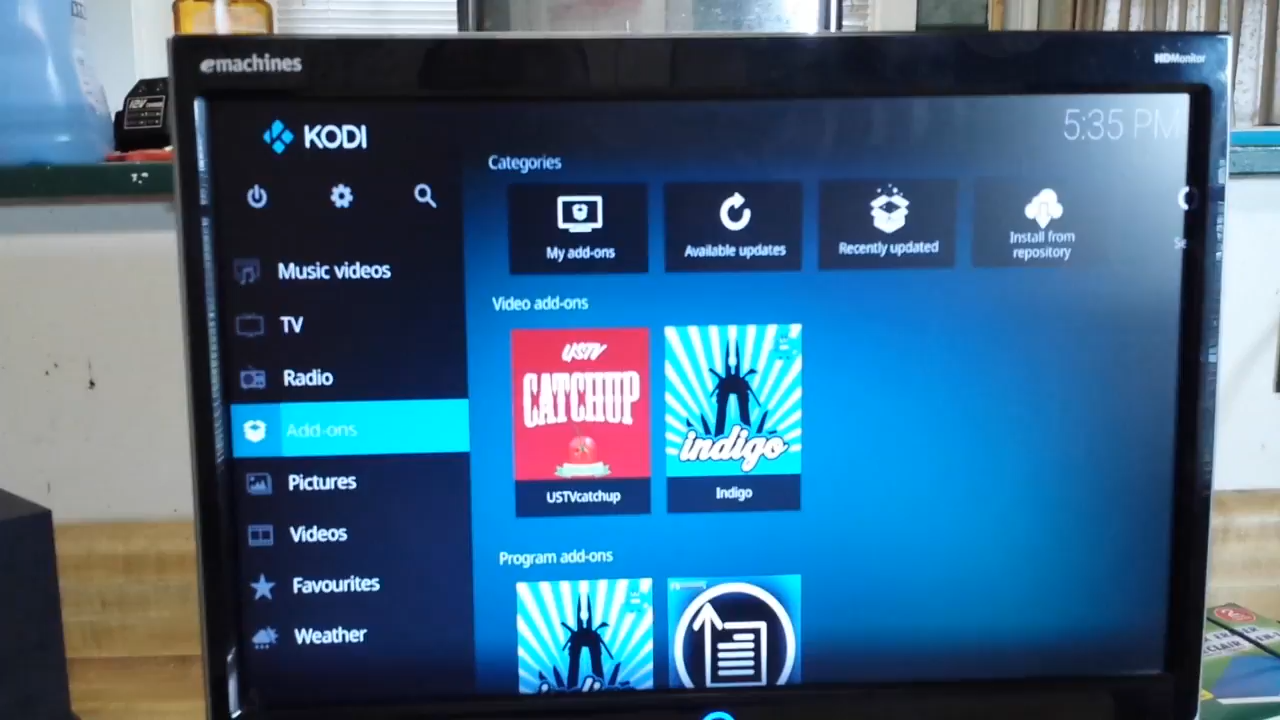 emachines
HDMonitor
12V
KODI
5:35 PM
Categories
My add-ons
Available updates
Recently updated
Install from
repository
Se
Music videos
TV
Radio
Add-ons
Pictures
Videos
Favourites
Weather
Video add-ons
USTV
CATCHUP
USTVcatchup
indigo
Indigo
Program add-ons